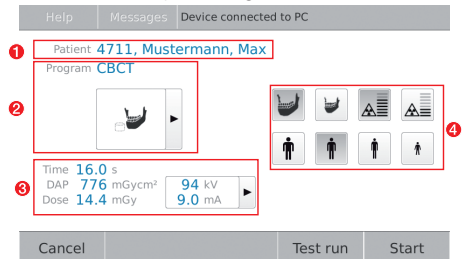 Help Messages Device connected to PC
1 Patient 4711, Mustermann, Max
Program CBCT
2
4
Time 16.0 s
DAP 776 mGycm² 94 kV
3
Dose 14.4 mGy 9.0 mA
Cancel Test run Start